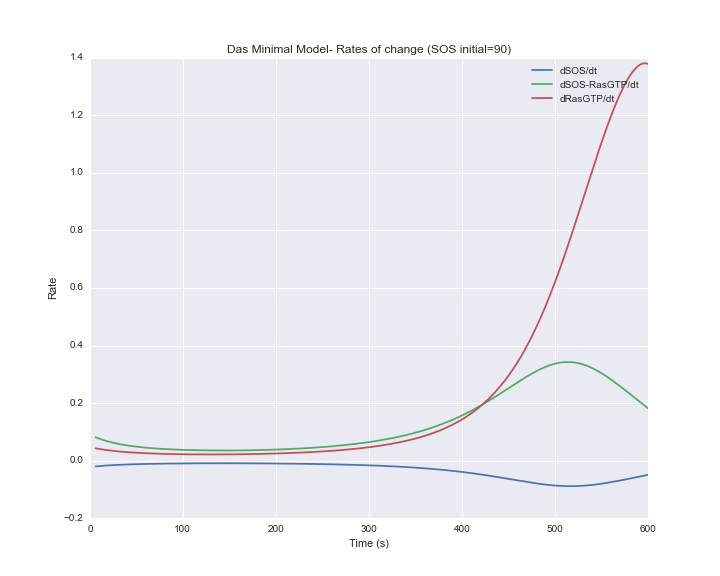 Das Minimal Model- Rates of change (SOS initial=90)
1.4
1.2
1.0
0.8
0.6
0.4
0.2
0.0
−0.2
Rate
dSOS/dt
dSOS-RasGTP/dt
dRasGTP/dt
0 100 200 300 400 500 600
Time (s)